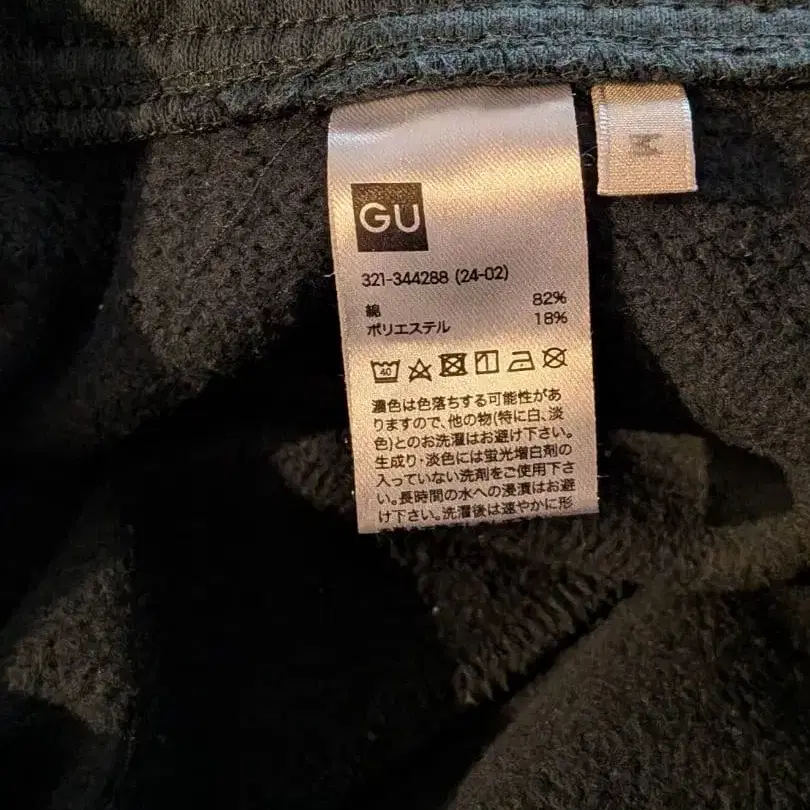 GU
M
321-344288 (24-02)
綿 82%
ポリエステル 18%
40
濃色は色落ちする可能性があ
りますので、他の物(特に白、淡
色)とのお洗濯はお避け下さい。
生成り・淡色には蛍光増白剤の
入っていない洗剤をご使用下さ
い。長時間の水への浸漬はお避
け下さい。洗濯後は速やかに形